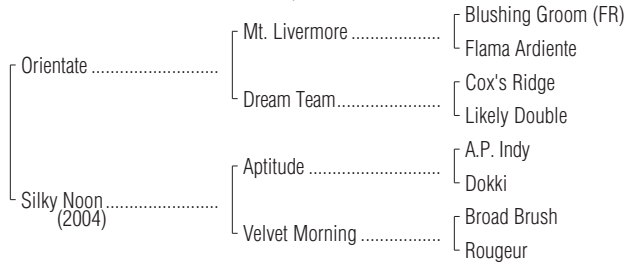 Blushing Groom (FR)
Mt. Livermore ..................
Flama Ardiente
Orientate .........................
Cox's Ridge
Dream Team.....................
Likely Double
A.P. Indy
Aptitude ..........................
Dokki
Silky Noon......................
(2004)
Broad Brush
Velvet Morning ................
Rougeur